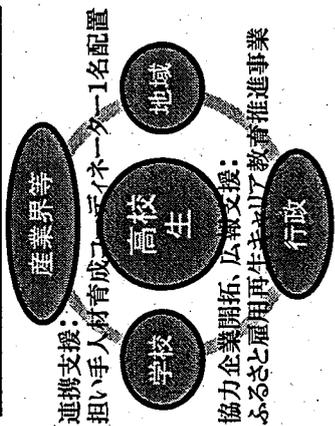 産業界等
連携支援:
担い手人材育成コーディネーター1名配置
学校
高校
生
地域
協力企業開拓、広報支援:
ふるさと雇用再生キャリア教育推進事業
行政